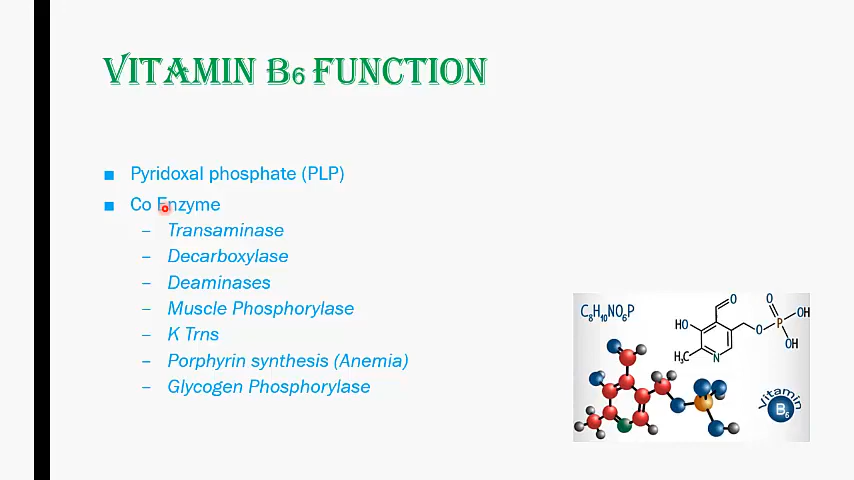 VITAMIN B6 FUNCTION
■ Pyridoxal phosphate (PLP)
■ Co Enzyme
– Transaminase
– Decarboxylase
– Deaminases
– Muscle Phosphorylase
– K Trns
– Porphyrin synthesis (Anemia)
– Glycogen Phosphorylase
C8H10NO6P
O
O
HO
O
P
OH
OH
H3C
N
Vitamin
B6